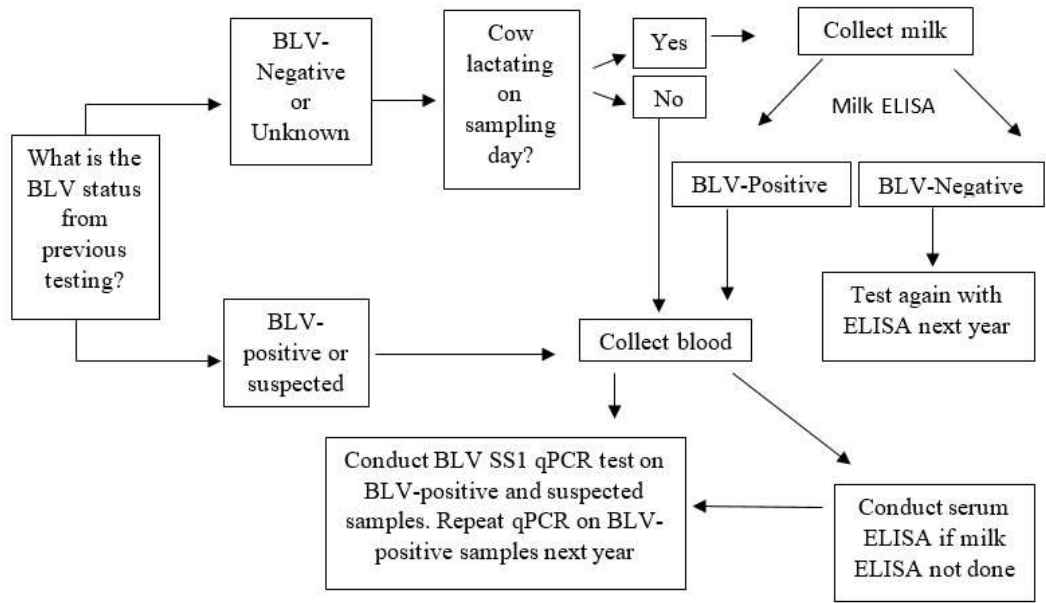 What is the
BLV status
from
previous
testing?
BLV-
Negative
or
Unknown
Cow
lactating
on
sampling
day?
Yes
No
Collect milk
Milk ELISA
BLV-Positive
BLV-Negative
Test again with
ELISA next year
BLV-
positive or
suspected
Collect blood
Conduct BLV SS1 qPCR test on
BLV-positive and suspected
samples. Repeat qPCR on BLV-
positive samples next year
Conduct serum
ELISA if milk
ELISA not done